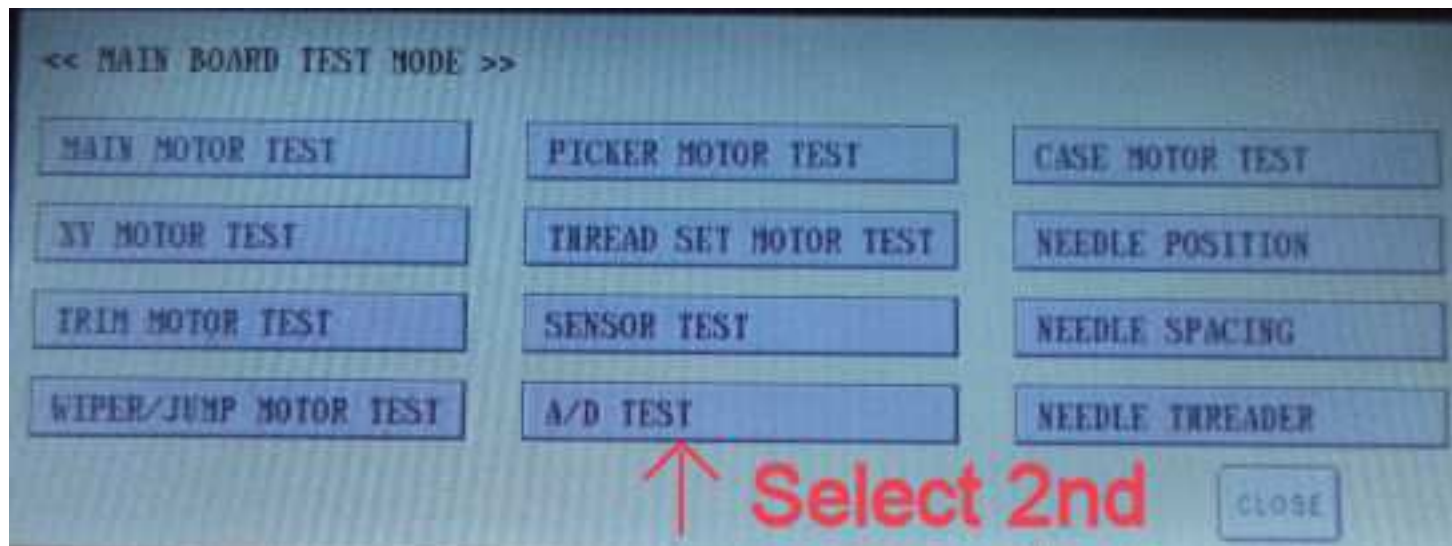 << MAIN BOARD TEST MODE >>
MAIN MOTOR TEST PICKER MOTOR TEST CASE MOTOR TEST
XY MOTOR TEST THREAD SET MOTOR TEST NEEDLE POSITION
TRIM MOTOR TEST SENSOR TEST NEEDLE SPACING
WIPER/JUMP MOTOR TEST A/D TEST NEEDLE THREADER
Select 2nd CLOSE